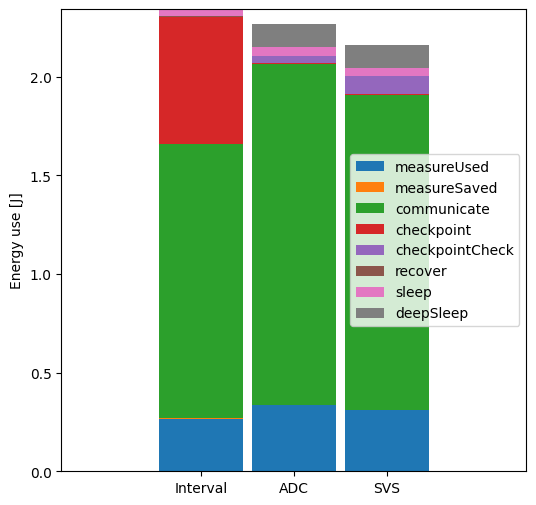 Energy use [J]
2.0
1.5
1.0
0.5
0.0
measureUsed
measureSaved
communicate
checkpoint
checkpointCheck
recover
sleep
deepSleep
Interval
ADC
SVS